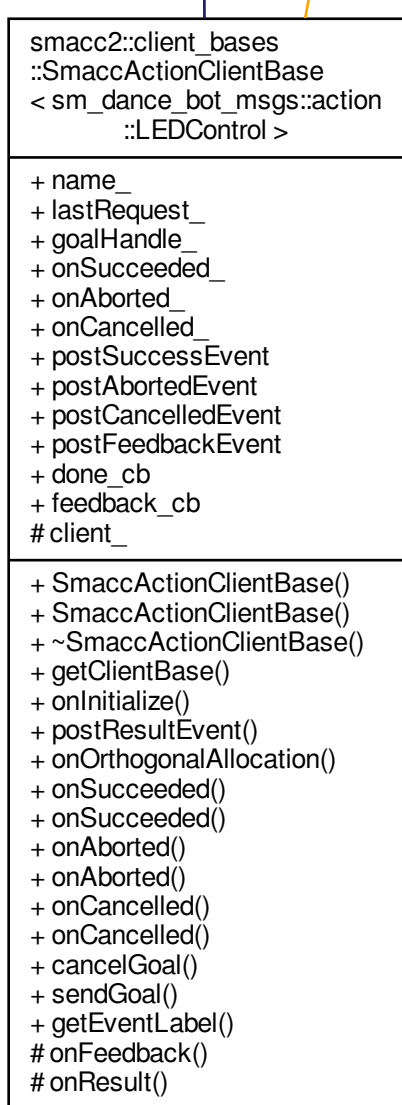 smacc2::client_bases
::SmaccActionClientBase
< sm_dance_bot_msgs::action
::LEDControl >
+ name_
+ lastRequest_
+ goalHandle_
+ onSucceeded_
+ onAborted_
+ onCancelled_
+ postSuccessEvent
+ postAbortedEvent
+ postCancelledEvent
+ postFeedbackEvent
+ done_cb
+ feedback_cb
# client_
+ SmaccActionClientBase()
+ SmaccActionClientBase()
+ ~SmaccActionClientBase()
+ getClientBase()
+ onInitialize()
+ postResultEvent()
+ onOrthogonalAllocation()
+ onSucceeded()
+ onSucceeded()
+ onAborted()
+ onAborted()
+ onCancelled()
+ onCancelled()
+ cancelGoal()
+ sendGoal()
+ getEventLabel()
# onFeedback()
# onResult()